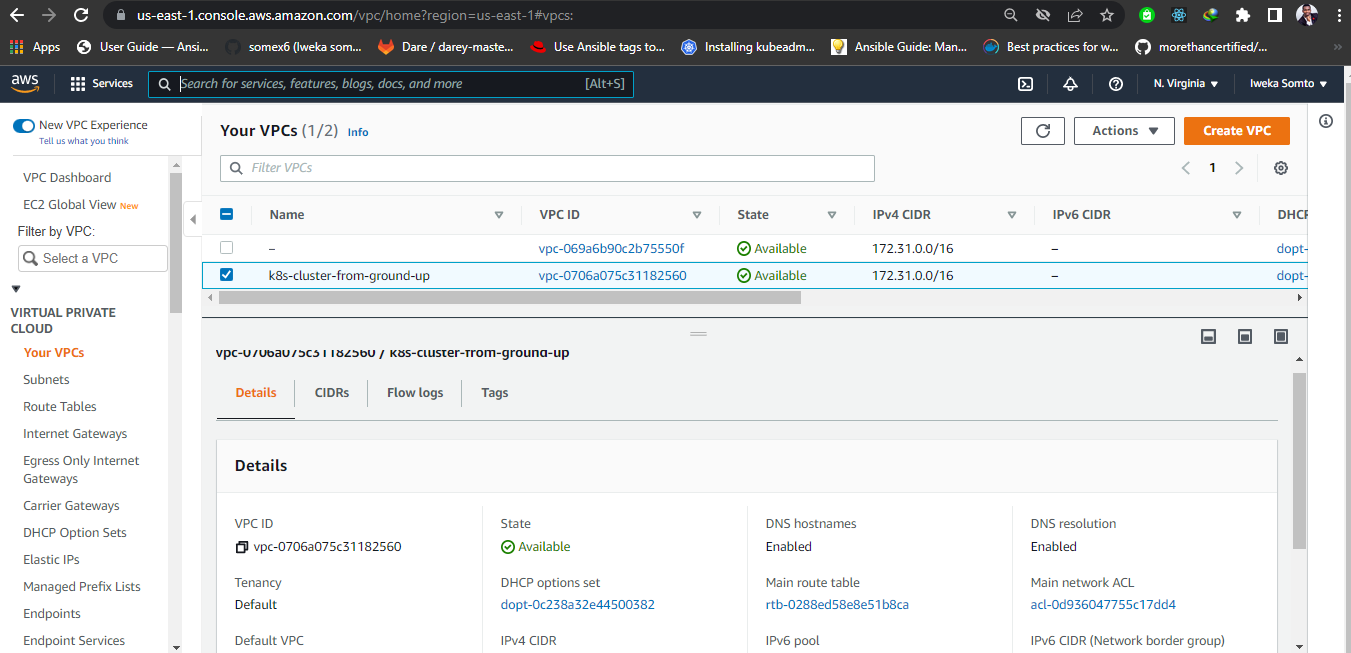 us-east-1.console.aws.amazon.com/vpc/home?region=us-east-1#vpcs:
Apps User Guide — Ansi... somex6 (Iweka som... Dare / darey-maste... Use Ansible tags to... Installing kubeadm... Ansible Guide: Man... Best practices for w... morethancertified/... »
aws Services Search for services, features, blogs, docs, and more [Alt+S] N. Virginia Iweka Somto
New VPC Experience
Tell us what you think
VPC Dashboard
EC2 Global View New
Filter by VPC:
Select a VPC
VIRTUAL PRIVATE
CLOUD
Your VPCs
Subnets
Route Tables
Internet Gateways
Egress Only Internet
Gateways
Carrier Gateways
DHCP Option Sets
Elastic IPs
Managed Prefix Lists
Endpoints
Endpoint Services
Your VPCs (1/2) Info
Actions Create VPC
Filter VPCs
1
Name VPC ID State IPv4 CIDR IPv6 CIDR DHCP
– vpc-069a6b90c2b75550f Available 172.31.0.0/16 – dopt-
k8s-cluster-from-ground-up vpc-0706a075c31182560 Available 172.31.0.0/16 – dopt-
vpc-0706a075c31182560 / k8s-cluster-from-ground-up
Details CIDRs Flow logs Tags
Details
VPC ID State DNS hostnames DNS resolution
vpc-0706a075c31182560 Available Enabled Enabled
Tenancy DHCP options set Main route table Main network ACL
Default dopt-0c238a32e44500382 rtb-0288ed58e8e51b8ca acl-0d936047755c17dd4
Default VPC IPv4 CIDR IPv6 pool IPv6 CIDR (Network border group)